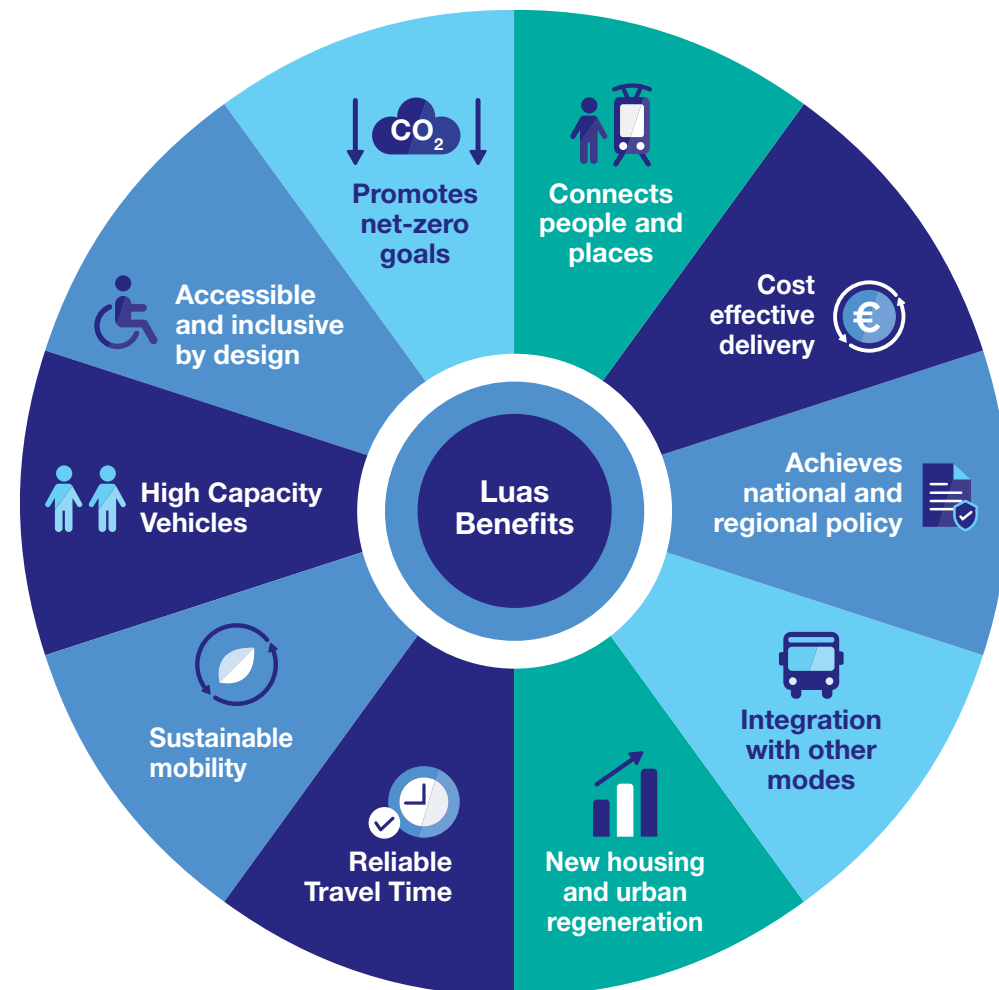 CO2
Promotes
net-zero
goals
Connects
people and
places
Cost
effective
delivery
€
Achieves
national and
regional policy
Integration
with other
modes
New housing
and urban
regeneration
Reliable
Travel Time
Sustainable
mobility
High Capacity
Vehicles
Accessible
and inclusive
by design
Luas
Benefits